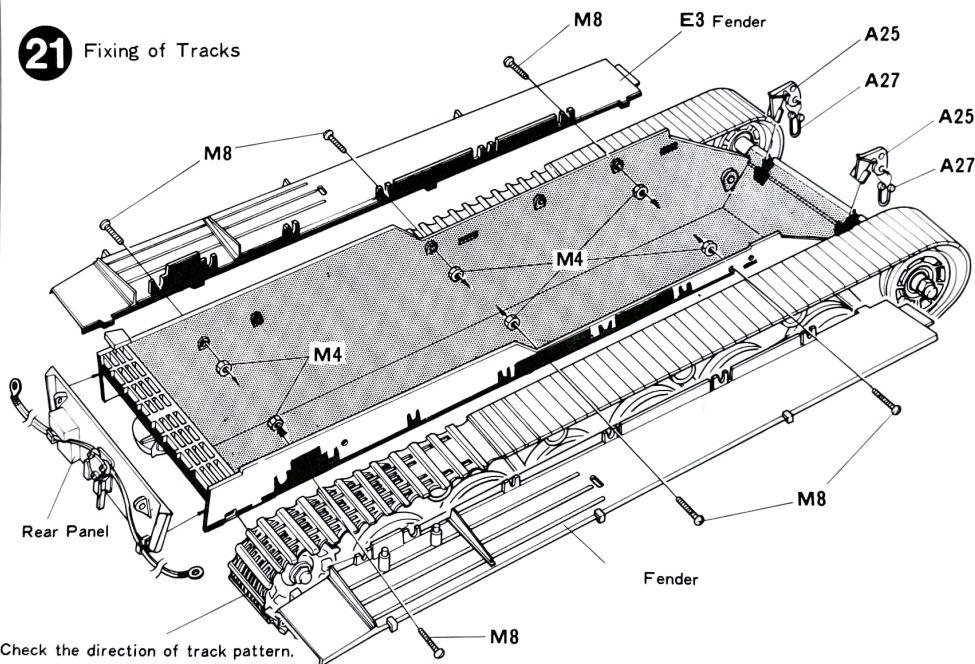 21 Fixing of Tracks
M8
E3 Fender
A25
A27
A25
A27
M8
M4
M4
M8
Rear Panel
Fender
M8
Check the direction of track pattern.